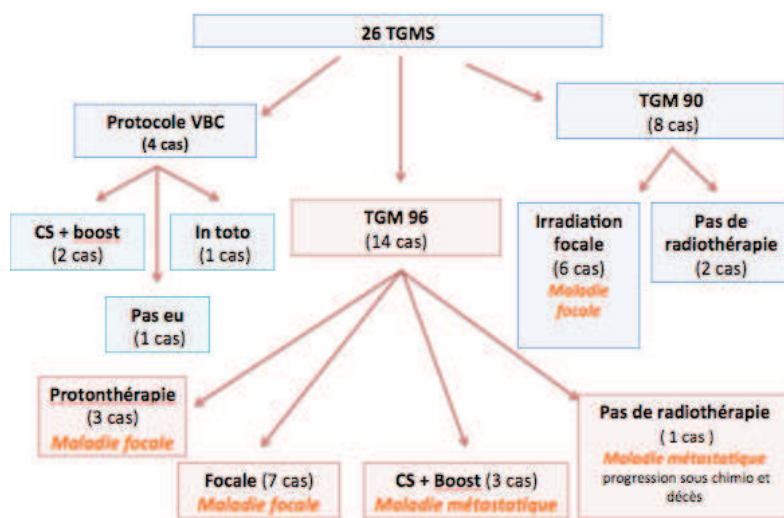 26 TGMS
Protocole VBC
(4 cas)
TGM 90
(8 cas)
CS + boost
(2 cas)
In toto
(1 cas)
Pas eu
(1 cas)
TGM 96
(14 cas)
Irradiation
focale
(6 cas)
Maladie
focale
Pas de
radiothérapie
(2 cas)
Protonthérapie
(3 cas)
Maladie focale
Focale (7 cas)
Maladie focale
CS + Boost (3 cas)
Maladie métastatique
Pas de radiothérapie
( 1 cas )
Maladie métastatique
progression sous chimio et
décès